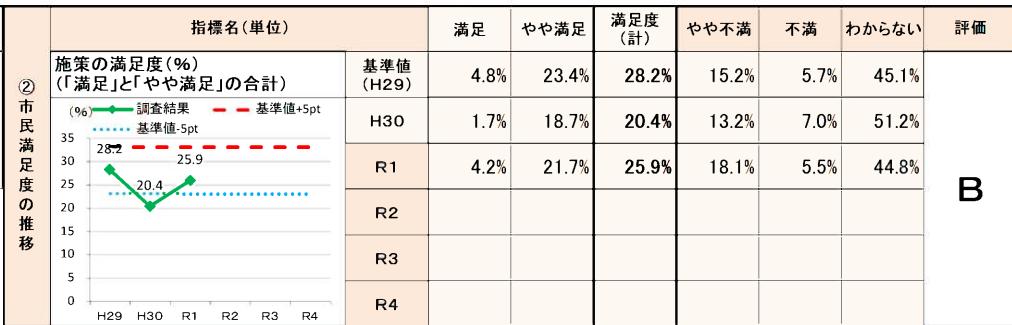 指標名(単位) 満足 やや満足 満足度(計) やや不満 不満 わからない 評価
②市民満足度の推移
施策の満足度(%)
(「満足」と「やや満足」の合計)
(%) 調査結果 基準値+5pt
基準値-5pt
35
30
25
20
15
10
5
0
28.2
20.4
25.9
H29 H30 R1 R2 R3 R4
基準値(H29) 4.8% 23.4% 28.2% 15.2% 5.7% 45.1%
H30 1.7% 18.7% 20.4% 13.2% 7.0% 51.2%
R1 4.2% 21.7% 25.9% 18.1% 5.5% 44.8%
R2
R3
R4
B